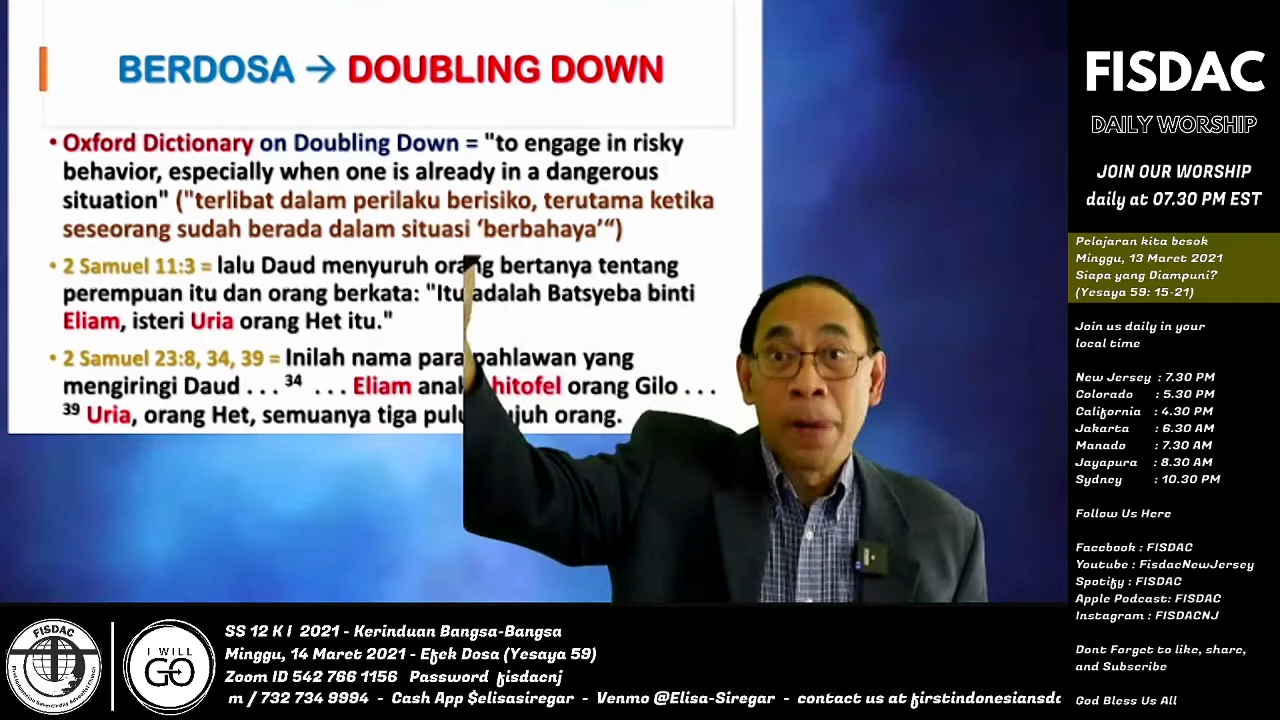 BERDOSA → DOUBLING DOWN
• Oxford Dictionary on Doubling Down = "to engage in risky
behavior, especially when one is already in a dangerous
situation" ("terlibat dalam perilaku berisiko, terutama ketika
seseorang sudah berada dalam situasi ‘berbahaya’“)
• 2 Samuel 11:3 = lalu Daud menyuruh orang bertanya tentang
perempuan itu dan orang berkata: "Itu adalah Batsyeba binti
Eliam, isteri Uria orang Het itu."
• 2 Samuel 23:8, 34, 39 = Inilah nama para pahlawan yang
mengiringi Daud . . . 34 . . . Eliam anak hitofel orang Gilo . . .
39 Uria, orang Het, semuanya tiga pulu ujuh orang.
FISDAC
DAILY WORSHIP
JOIN OUR WORSHIP
daily at 07.30 PM EST
Pelajaran kita besok
Minggu, 13 Maret 2021
Siapa yang Diampuni?
(Yesaya 59: 15-21)
Join us daily in your
local time
New Jersey : 7.30 PM
Colorado : 5.30 PM
California : 4.30 PM
Jakarta : 6.30 AM
Manado : 7.30 AM
Jayapura : 8.30 AM
Sydney : 10.30 PM
Follow Us Here
Facebook : FISDAC
Youtube : FisdacNewJersey
Spotify : FISDAC
Apple Podcast: FISDAC
Instagram : FISDACNJ
Dont Forget to like, share,
and Subscribe
God Bless Us All
FISDAC
I WILL
GO
SS 12 K I 2021 - Kerinduan Bangsa-Bangsa
Minggu, 14 Maret 2021 - Efek Dosa (Yesaya 59)
Zoom ID 542 766 1156 Password fisdacnj
m / 732 734 9994 - Cash App $elisasiregar - Venmo @Elisa-Siregar - contact us at firstindonesiansdc